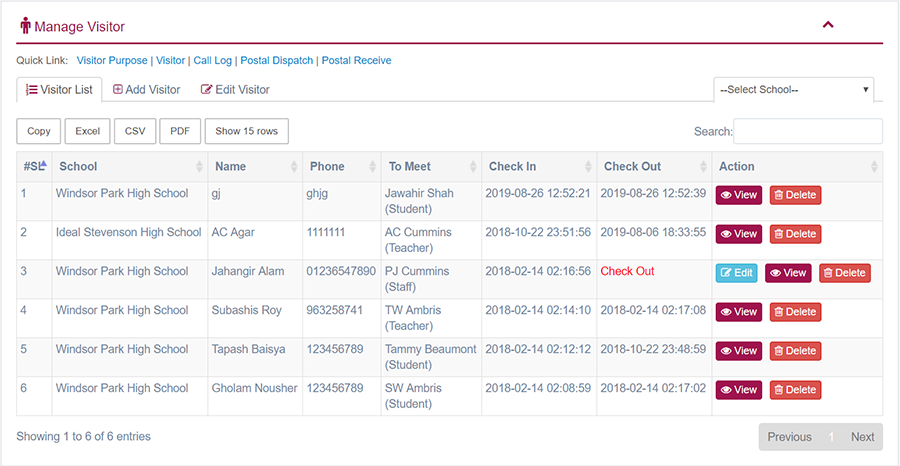 Manage Visitor
Quick Link: Visitor Purpose | Visitor | Call Log | Postal Dispatch | Postal Receive
Visitor List Add Visitor Edit Visitor --Select School--
Copy Excel CSV PDF Show 15 rows Search:
#SL School Name Phone To Meet Check In Check Out Action
1 Windsor Park High School gj ghjg Jawahir Shah 2019-08-26 12:52:21 2019-08-26 12:52:39 View Delete
(Student)
2 Ideal Stevenson High School AC Agar 1111111 AC Cummins 2018-10-22 23:51:56 2019-08-06 18:33:55 View Delete
(Teacher)
3 Windsor Park High School Jahangir Alam 01236547890 PJ Cummins 2018-02-14 02:16:56 Check Out Edit View Delete
(Staff)
4 Windsor Park High School Subashis Roy 963258741 TW Ambris 2018-02-14 02:14:10 2018-02-14 02:17:08 View Delete
(Teacher)
5 Windsor Park High School Tapash Baisya 123456789 Tammy Beaumont 2018-02-14 02:12:12 2018-10-22 23:48:59 View Delete
(Student)
6 Windsor Park High School Gholam Nousher 123456789 SW Ambris 2018-02-14 02:08:59 2018-02-14 02:17:02 View Delete
(Student)
Showing 1 to 6 of 6 entries Previous 1 Next